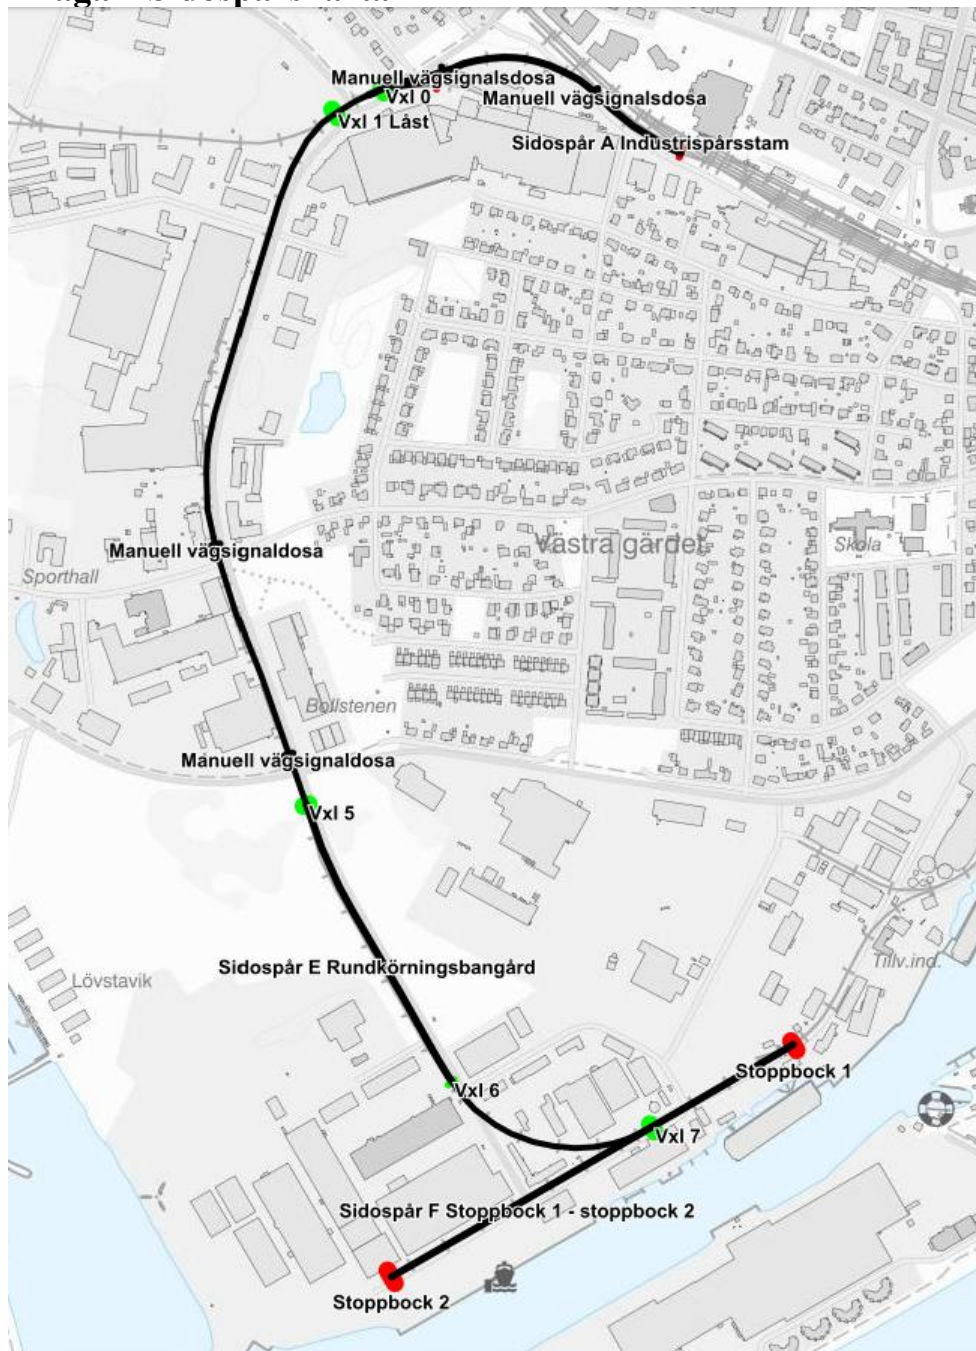 Manuell vägsignalsdosa
Vxl 0
Manuell vägsignalsdosa
Vxl 1 Låst
Sidospår A Industrispårsstam
Västra gärdet
Skola
Manuell vägsignaldosa
Sporthall
Bollstenen
Manuell vägsignaldosa
Vxl 5
Tillv.ind.
Sidospår E Rundkörningsbangård
Lövstavik
Stoppbock 1
Vxl 6
Vxl 7
Sidospår F Stoppbock 1 - stoppbock 2
Stoppbock 2